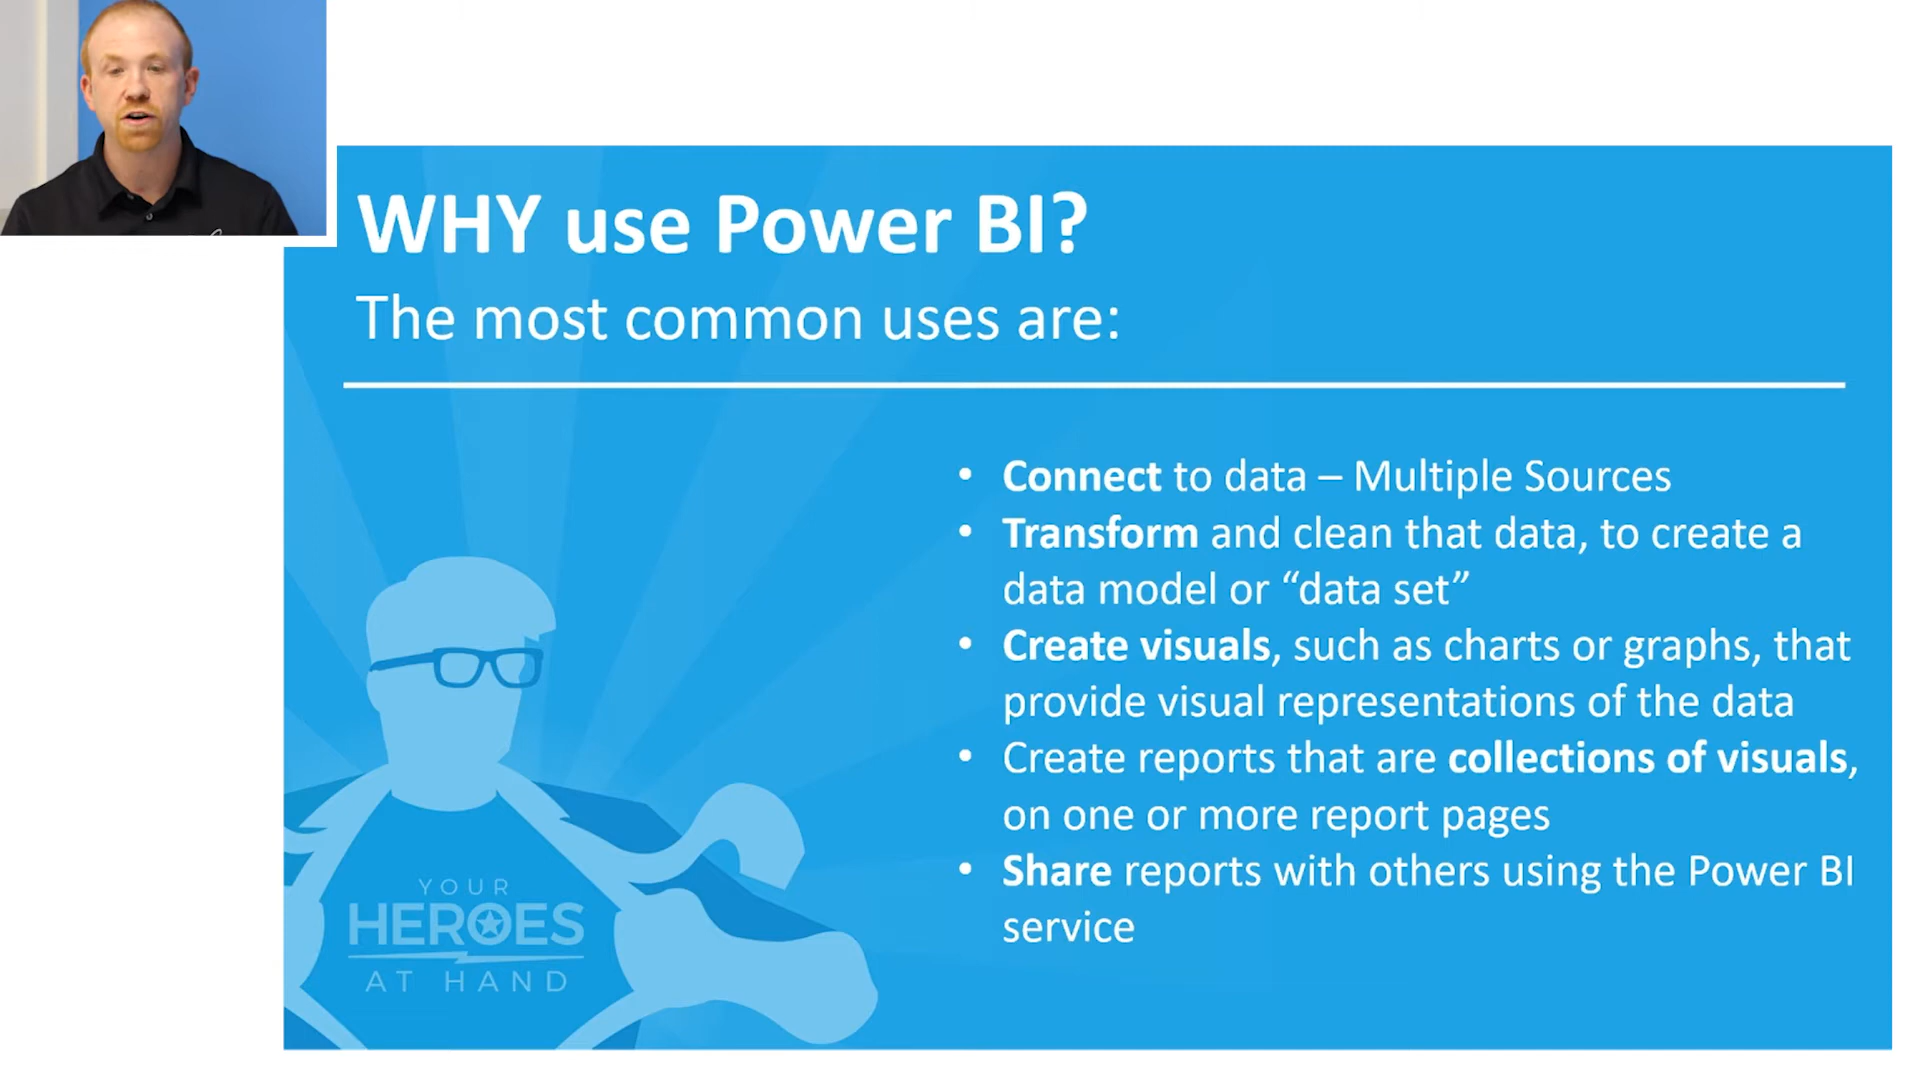 WHY use Power BI?
The most common uses are:
• Connect to data – Multiple Sources
• Transform and clean that data, to create a
data model or “data set”
• Create visuals, such as charts or graphs, that
provide visual representations of the data
• Create reports that are collections of visuals,
on one or more report pages
• Share reports with others using the Power BI
service
YOUR
HEROES
AT HAND